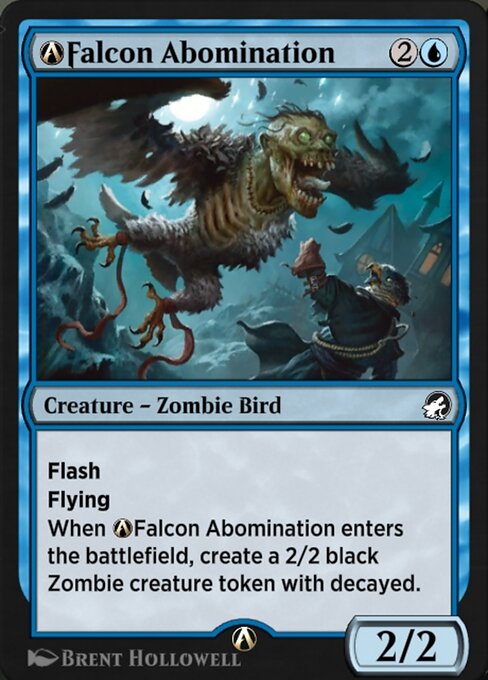 Falcon Abomination 2
Creature – Zombie Bird
Flash
Flying
When Falcon Abomination enters
the battlefield, create a 2/2 black
Zombie creature token with decayed.
Brent Hollowell 2/2